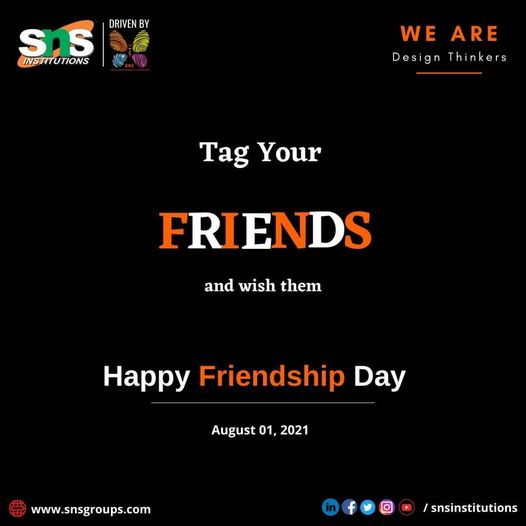 SNS
INSTITUTIONS
DRIVEN BY
WE ARE
Design Thinkers
Tag Your
FRIENDS
and wish them
Happy Friendship Day
August 01, 2021
www.snsgroups.com
/ snsinstitutions